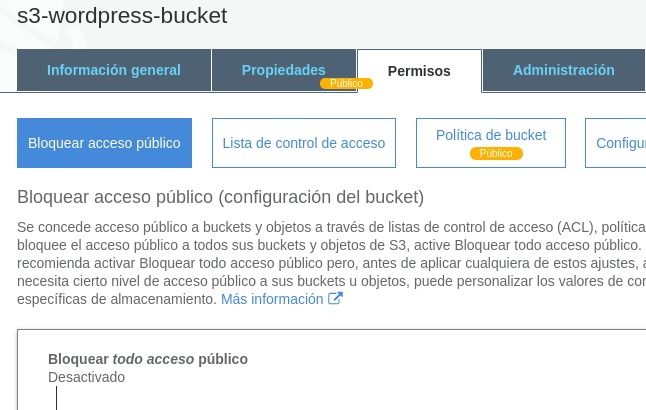 s3-wordpress-bucket
Información general
Propiedades
Permisos
Administración
Público
Bloquear acceso público
Lista de control de acceso
Política de bucket
Público
Configur
Bloquear acceso público (configuración del bucket)
Se concede acceso público a buckets y objetos a través de listas de control de acceso (ACL), política
bloquee el acceso público a todos sus buckets y objetos de S3, active Bloquear todo acceso público.
recomienda activar Bloquear todo acceso público pero, antes de aplicar cualquiera de estos ajustes, a
necesita cierto nivel de acceso público a sus buckets u objetos, puede personalizar los valores de con
específicas de almacenamiento. Más información
Bloquear todo acceso público
Desactivado